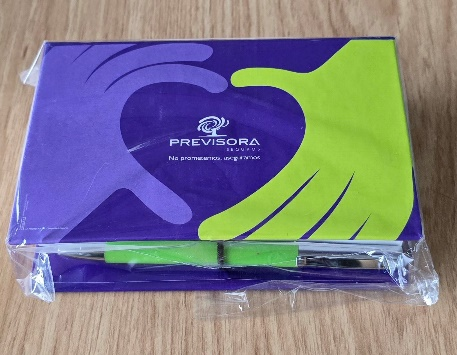 PREVISORA
SEGUROS
No prometemos, aseguramos